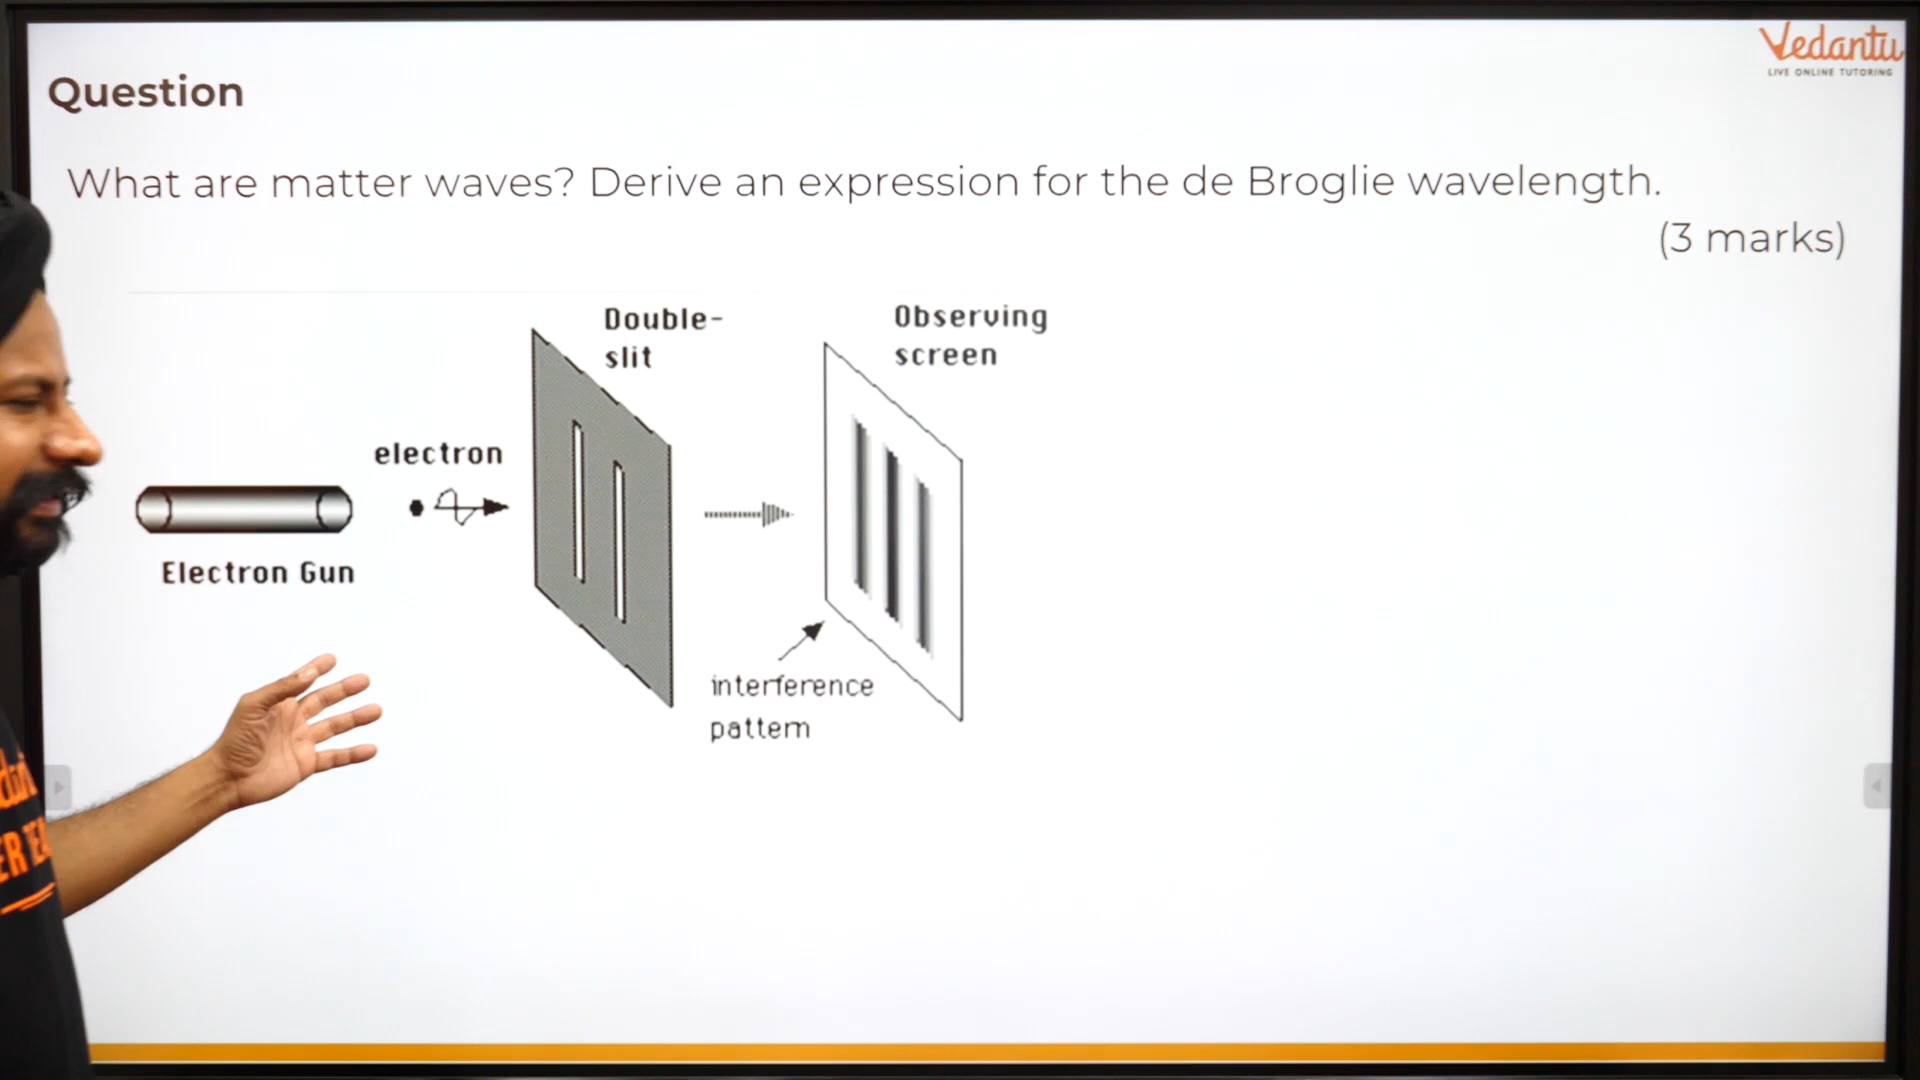 Vedantu
LIVE ONLINE TUTORING
Question
What are matter waves? Derive an expression for the de Broglie wavelength.
(3 marks)
Double-
slit
Observing
screen
electron
Electron Gun
interference
pattern